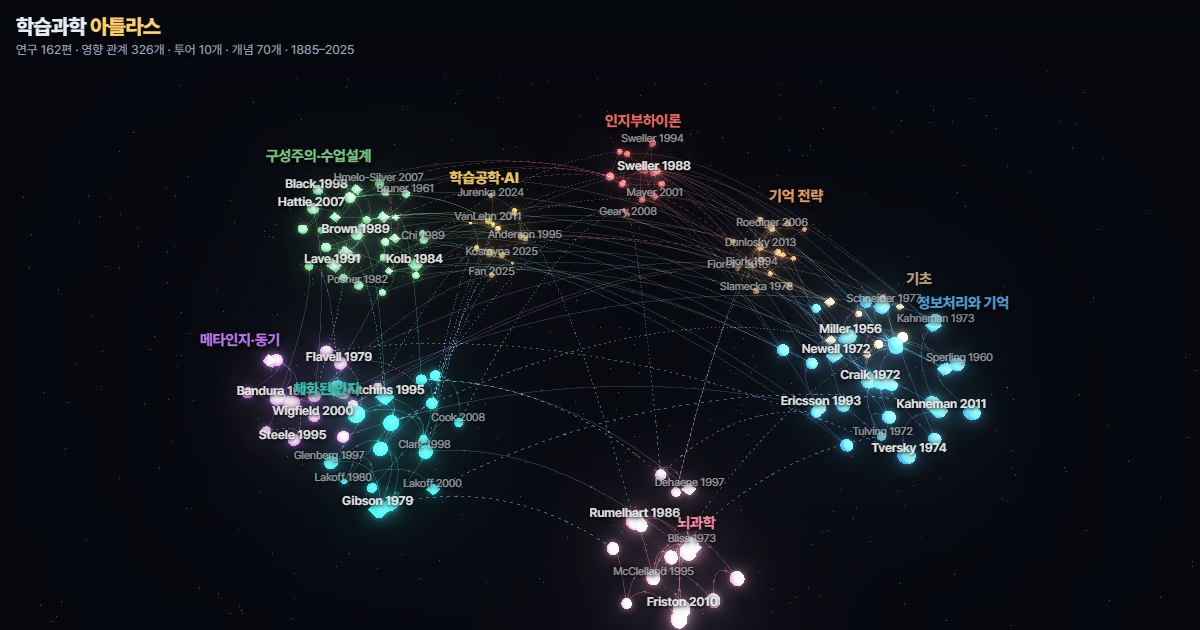 학습과학 아틀라스
연구 162편 · 영향 관계 326개 · 투어 10개 · 개념 70개 · 1885–2025
인지부하이론
Sweller 1994
Sweller 1988
Mayer 2001
Geary 2008
구성주의·수업설계
Hmelo-Silver 2007
Black 1998
Bruner 1961
Hattie 2007
Brown 1989
Chi 1989
Lave 1991
Kolb 1984
Posner 1982
학습공학·AI
Jurenka 2024
VanLehn 2011
Anderson 1995
Kosmyna 2025
Fan 2025
기억 전략
Roediger 2006
Dunlosky 2013
Bjork 1994
Slamecka 1978
기초
정보처리와 기억
Schneider 1977
Kahneman 1973
Miller 1956
Newell 1972
Sperling 1960
Craik 1972
Ericsson 1993
Kahneman 2011
Tulving 1972
Tversky 1974
메타인지·동기
Flavell 1979
Bandura
체화된 인지
Wigfield 2000
Cook 2008
Steele 1995
Clark 1998
Glenberg 1997
Lakoff 1980
Lakoff 2000
Gibson 1979
Dehaene 1997
Rumelhart 1986
뇌과학
Bliss 1973
McClelland 1995
Friston 2010